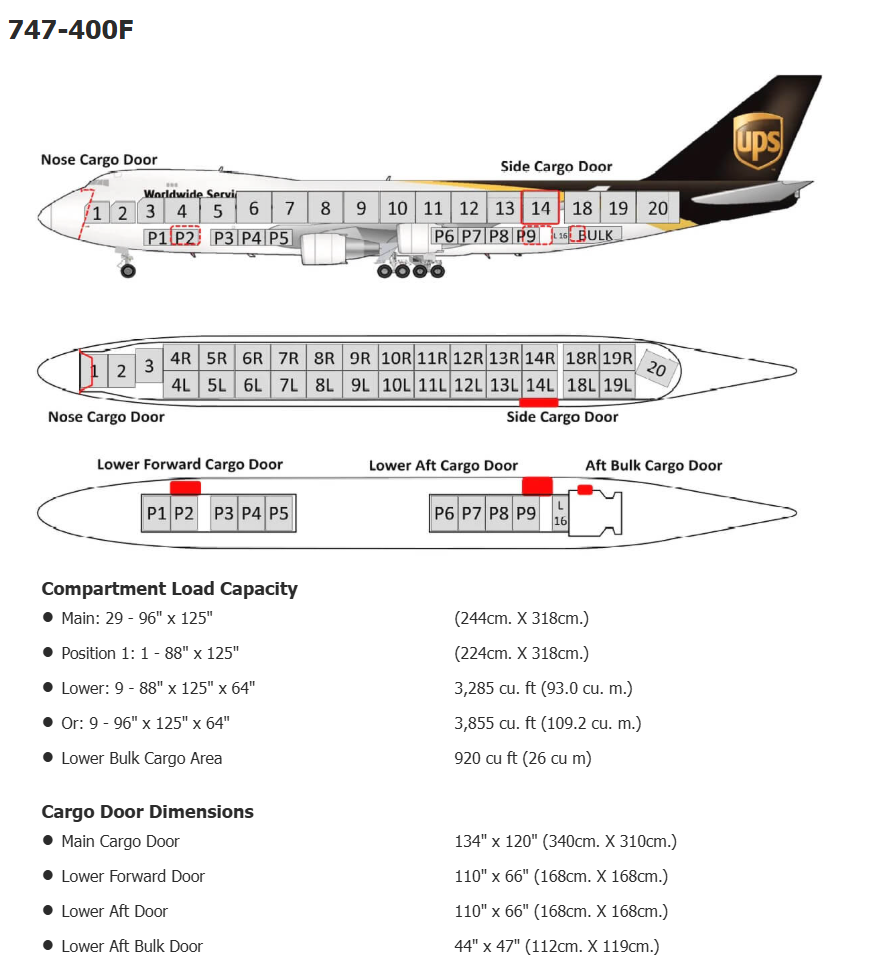 747-400F
Nose Cargo Door
Side Cargo Door
ups
Worldwide Servi
1 2 3 4 5 6 7 8 9 10 11 12 13 14 18 19 20
P1 P2 P3 P4 P5 P6 P7 P8 P9 L 16 BULK
4R 5R 6R 7R 8R 9R 10R 11R 12R 13R 14R 18R 19R
1 2 3 20
4L 5L 6L 7L 8L 9L 10L 11L 12L 13L 14L 18L 19L
Nose Cargo Door
Side Cargo Door
Lower Forward Cargo Door
Lower Aft Cargo Door
Aft Bulk Cargo Door
P1 P2 P3 P4 P5 P6 P7 P8 P9 L
16
Compartment Load Capacity
● Main: 29 - 96" x 125" (244cm. X 318cm.)
● Position 1: 1 - 88" x 125" (224cm. X 318cm.)
● Lower: 9 - 88" x 125" x 64" 3,285 cu. ft (93.0 cu. m.)
● Or: 9 - 96" x 125" x 64" 3,855 cu. ft (109.2 cu. m.)
● Lower Bulk Cargo Area 920 cu ft (26 cu m)
Cargo Door Dimensions
● Main Cargo Door 134" x 120" (340cm. X 310cm.)
● Lower Forward Door 110" x 66" (168cm. X 168cm.)
● Lower Aft Door 110" x 66" (168cm. X 168cm.)
● Lower Aft Bulk Door 44" x 47" (112cm. X 119cm.)